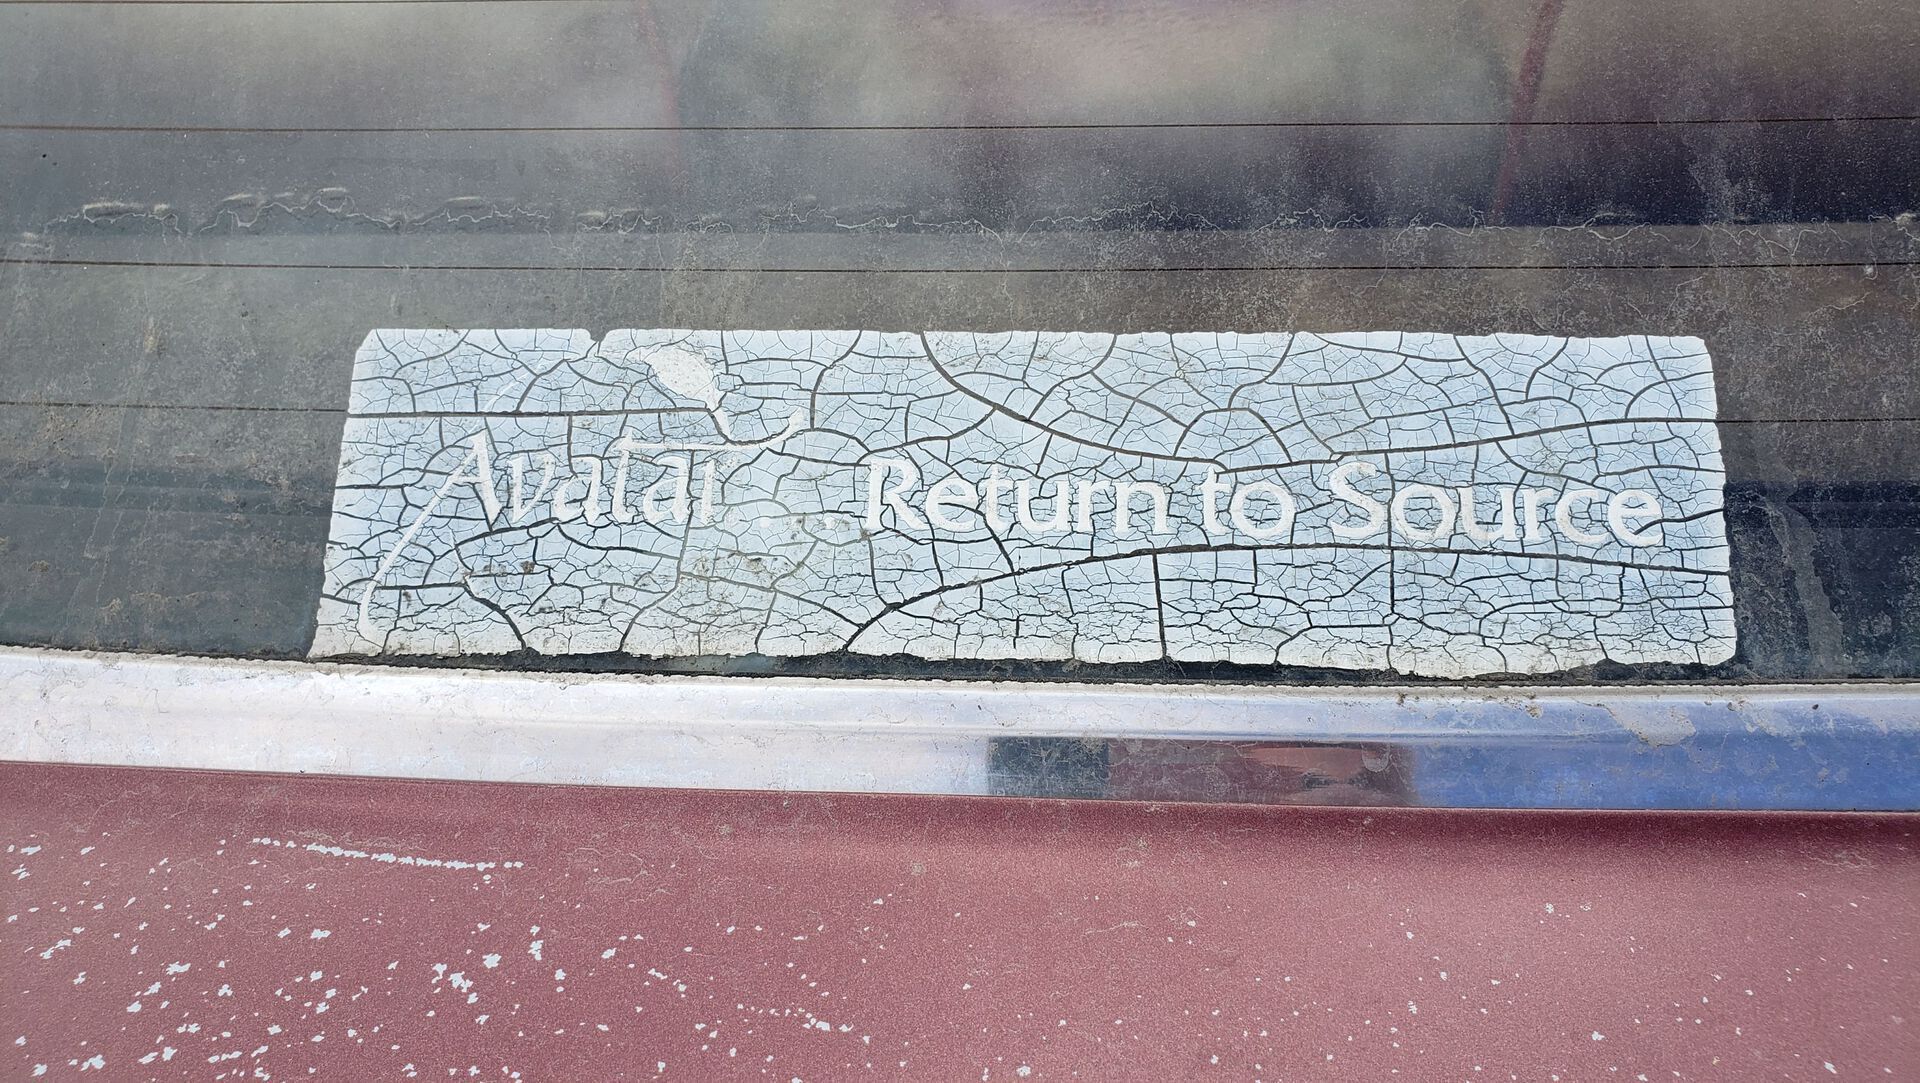 Avatar.....Return to Source